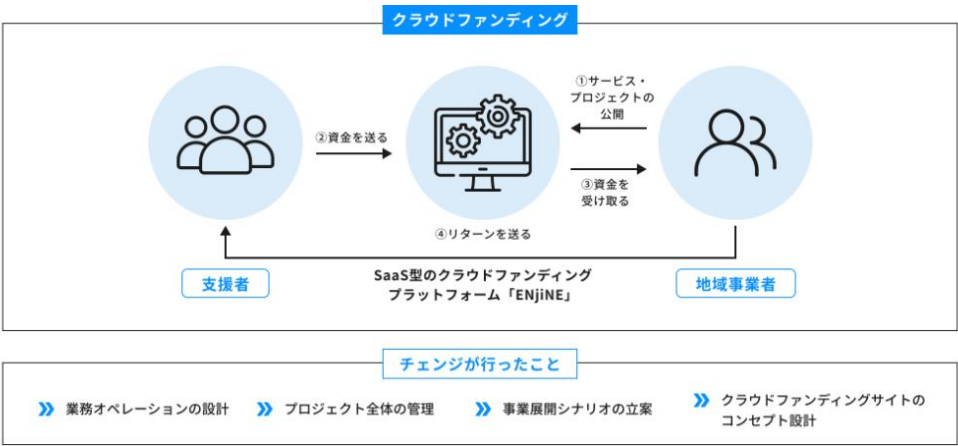 クラウドファンディング
①サービス・
プロジェクトの
公開
②資金を送る
③資金を
受け取る
④リターンを送る
支援者
SaaS型のクラウドファンディング
プラットフォーム「ENjiNE」
地域事業者
チェンジが行ったこと
業務オペレーションの設計
プロジェクト全体の管理
事業展開シナリオの立案
クラウドファンディングサイトの
コンセプト設計